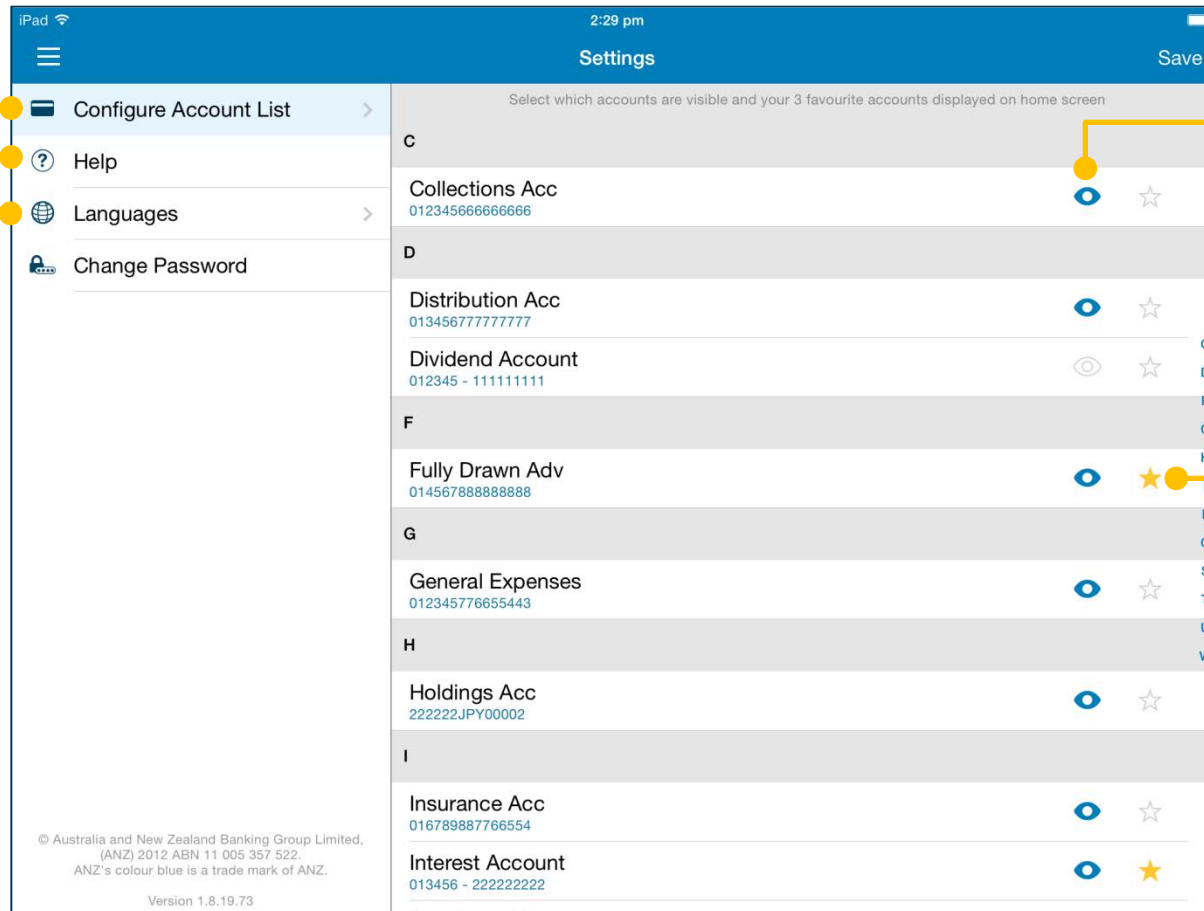 iPad
2:29 pm
Settings
Save
Configure Account List
Help
Languages
Change Password
© Australia and New Zealand Banking Group Limited,
(ANZ) 2012 ABN 11 005 357 522.
ANZ's colour blue is a trade mark of ANZ.
Version 1.8.19.73
Select which accounts are visible and your 3 favourite accounts displayed on home screen
C
Collections Acc
012345666666666
D
Distribution Acc
013456777777777
Dividend Account
012345 - 111111111
F
Fully Drawn Adv
014567888888888
G
General Expenses
012345776655443
H
Holdings Acc
222222JPY00002
I
Insurance Acc
016789887766554
Interest Account
013456 - 222222222